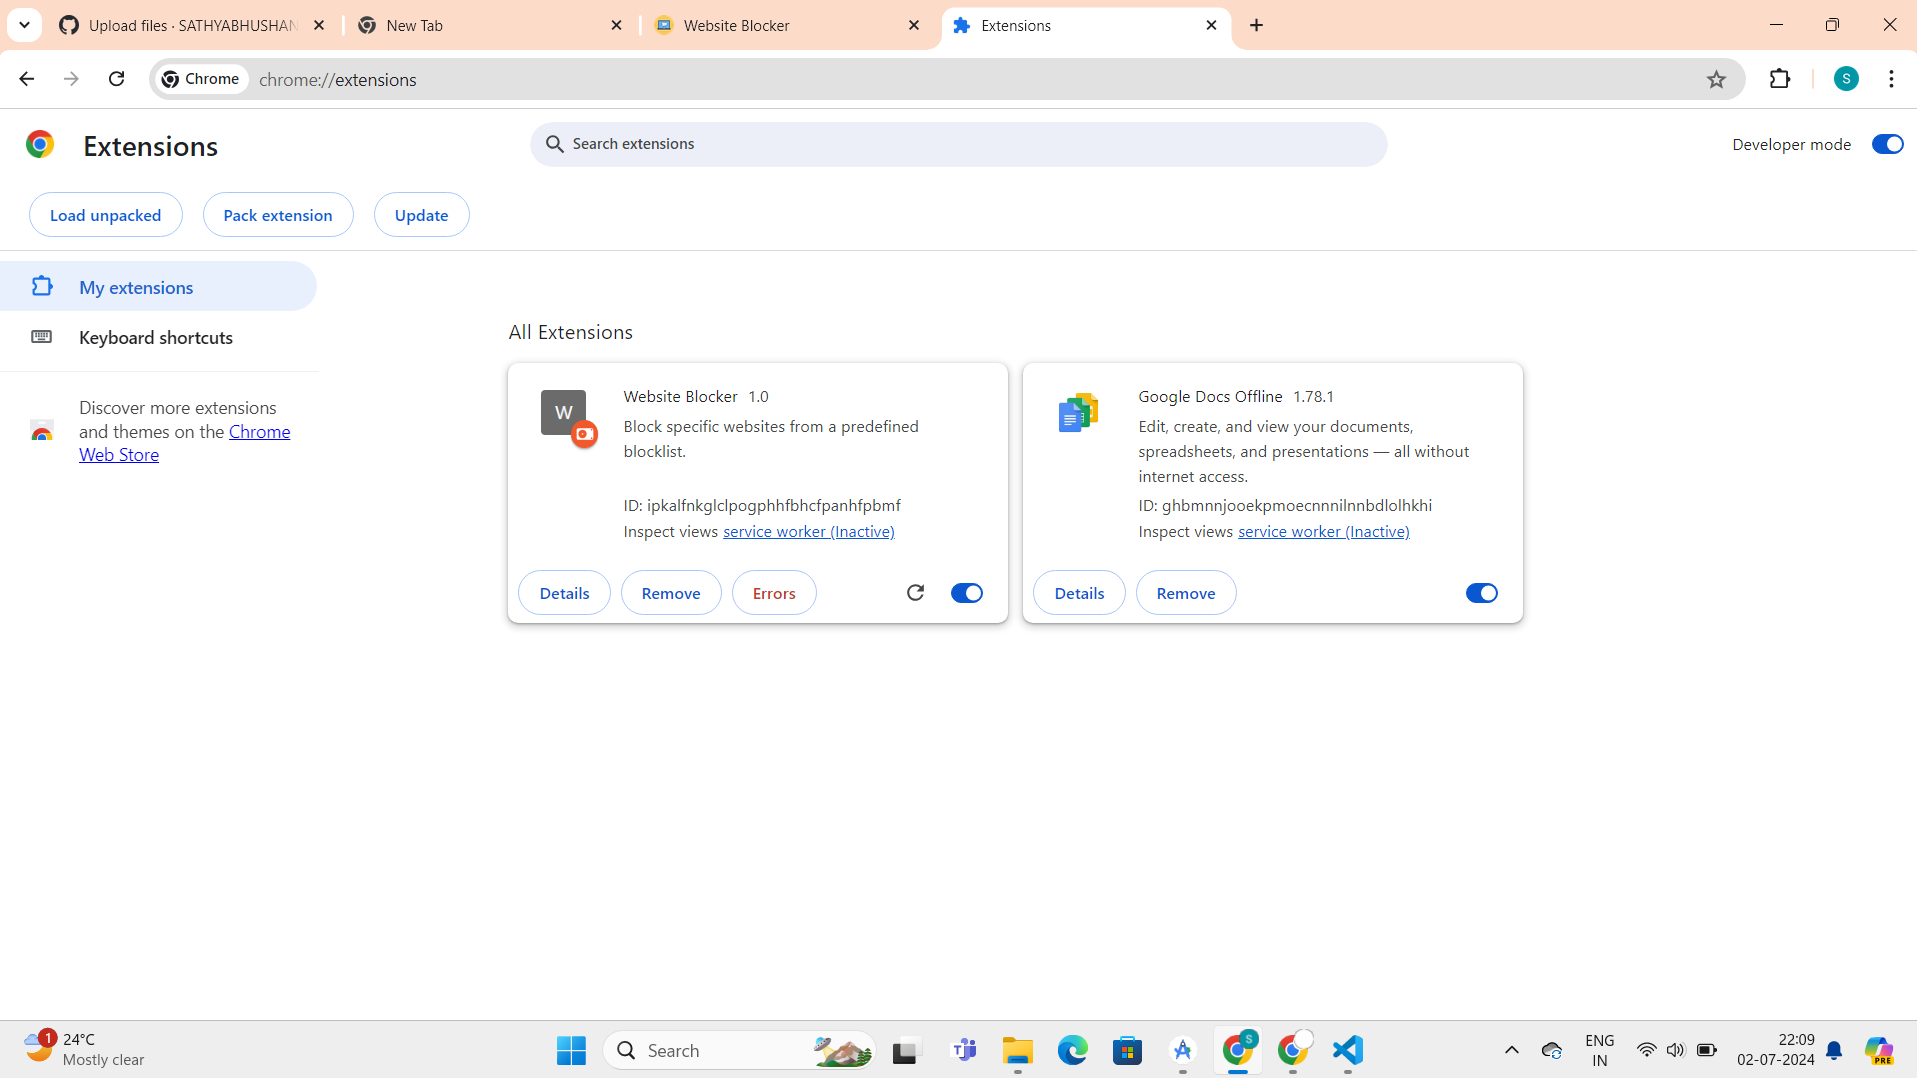 Upload files · SATHYABHUSHAN
New Tab
Website Blocker
Extensions
Chrome
chrome://extensions
S
Extensions
Search extensions
Developer mode
Load unpacked
Pack extension
Update
My extensions
Keyboard shortcuts
Discover more extensions
and themes on the Chrome
Web Store
All Extensions
W
Website Blocker 1.0
Block specific websites from a predefined
blocklist.
ID: ipkalfnkglclpogphhfbhcfpanhfpbmf
Inspect views service worker (Inactive)
Details
Remove
Errors
Google Docs Offline 1.78.1
Edit, create, and view your documents,
spreadsheets, and presentations — all without
internet access.
ID: ghbmnnjooekpmoecnnnilnnbdlolhkhi
Inspect views service worker (Inactive)
Details
Remove
1
24°C
Mostly clear
Search
S
ENG
IN
22:09
02-07-2024
PRE